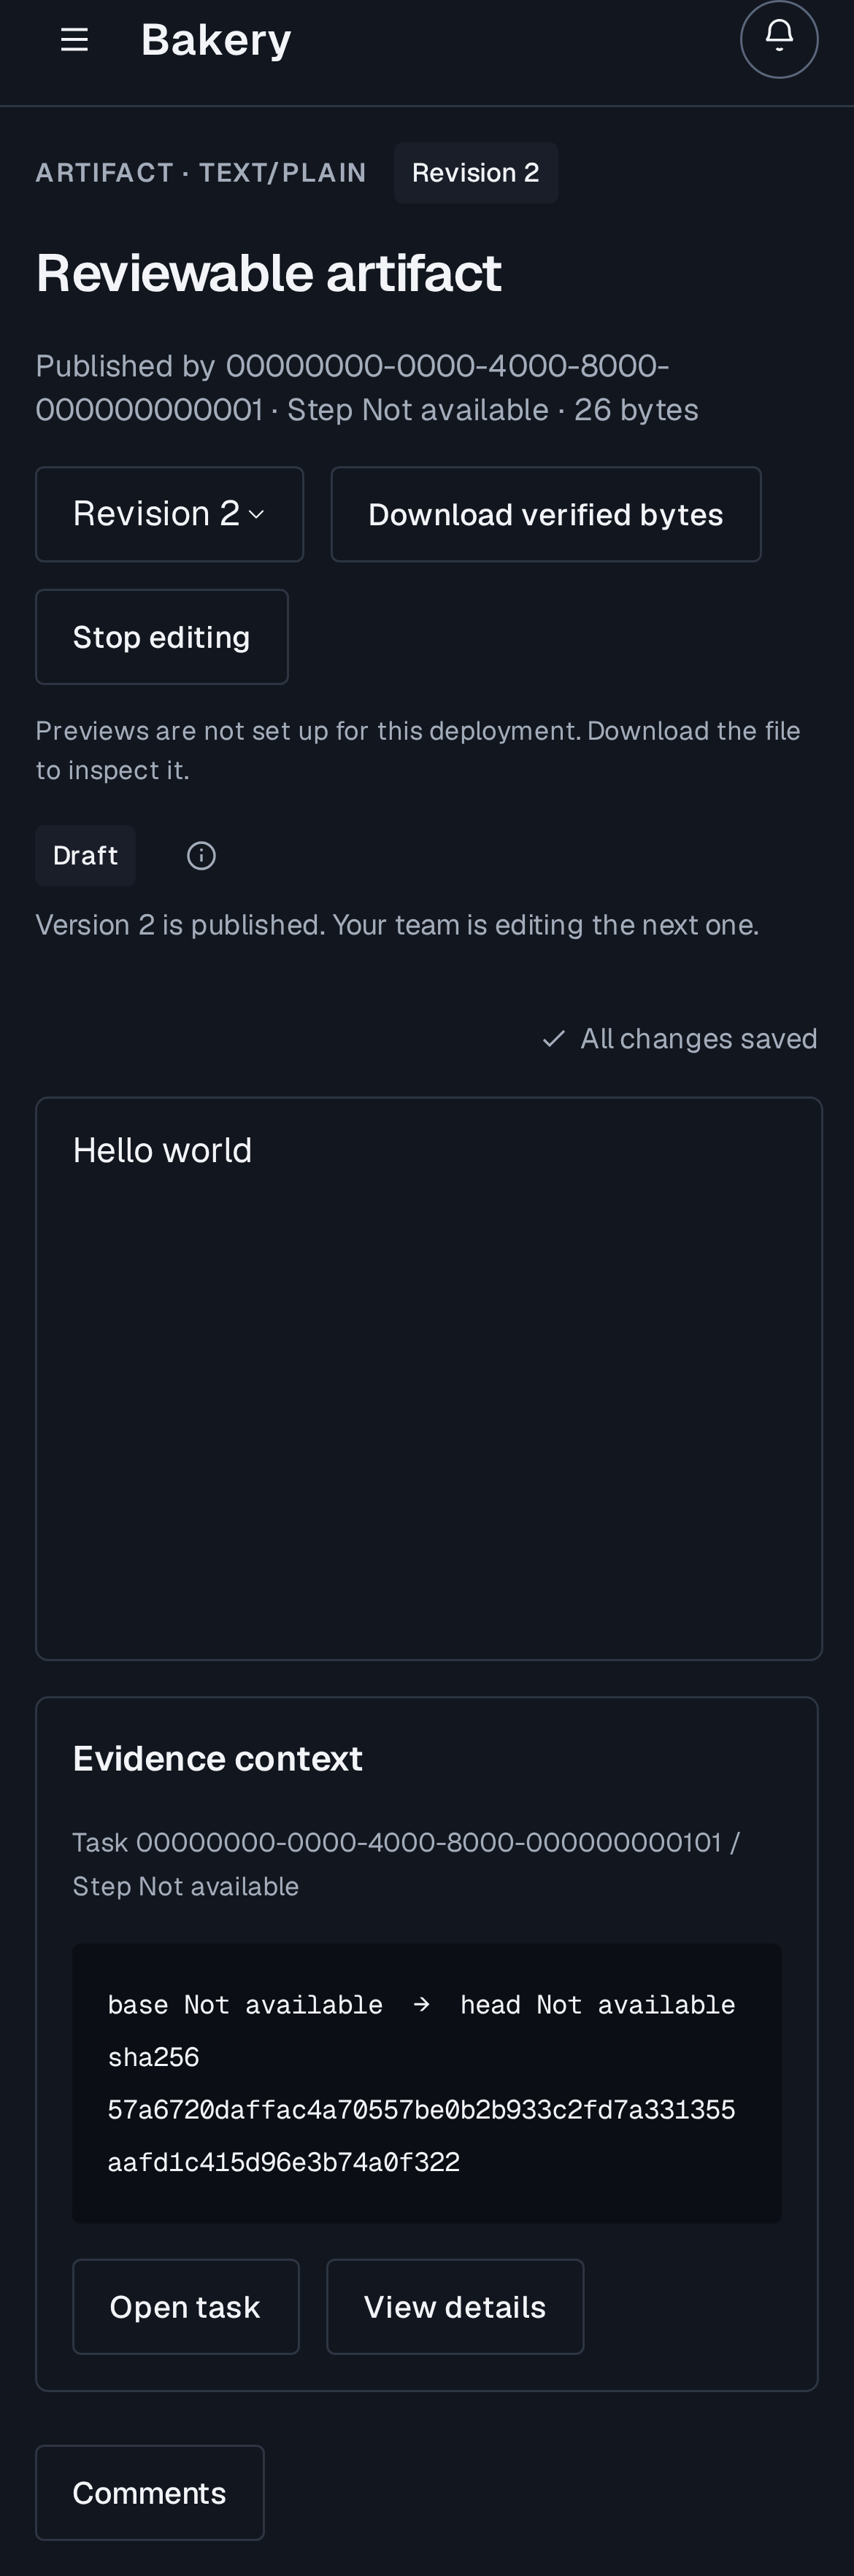 Bakery
ARTIFACT · TEXT/PLAIN Revision 2
Reviewable artifact
Published by 00000000-0000-4000-8000-
000000000001 · Step Not available · 26 bytes
Revision 2 Download verified bytes
Stop editing
Previews are not set up for this deployment. Download the file
to inspect it.
Draft
Version 2 is published. Your team is editing the next one.
All changes saved
Hello world
Evidence context
Task 00000000-0000-4000-8000-000000000101 /
Step Not available
base Not available → head Not available
sha256
57a6720daffac4a70557be0b2b933c2fd7a331355
aafd1c415d96e3b74a0f322
Open task View details
Comments